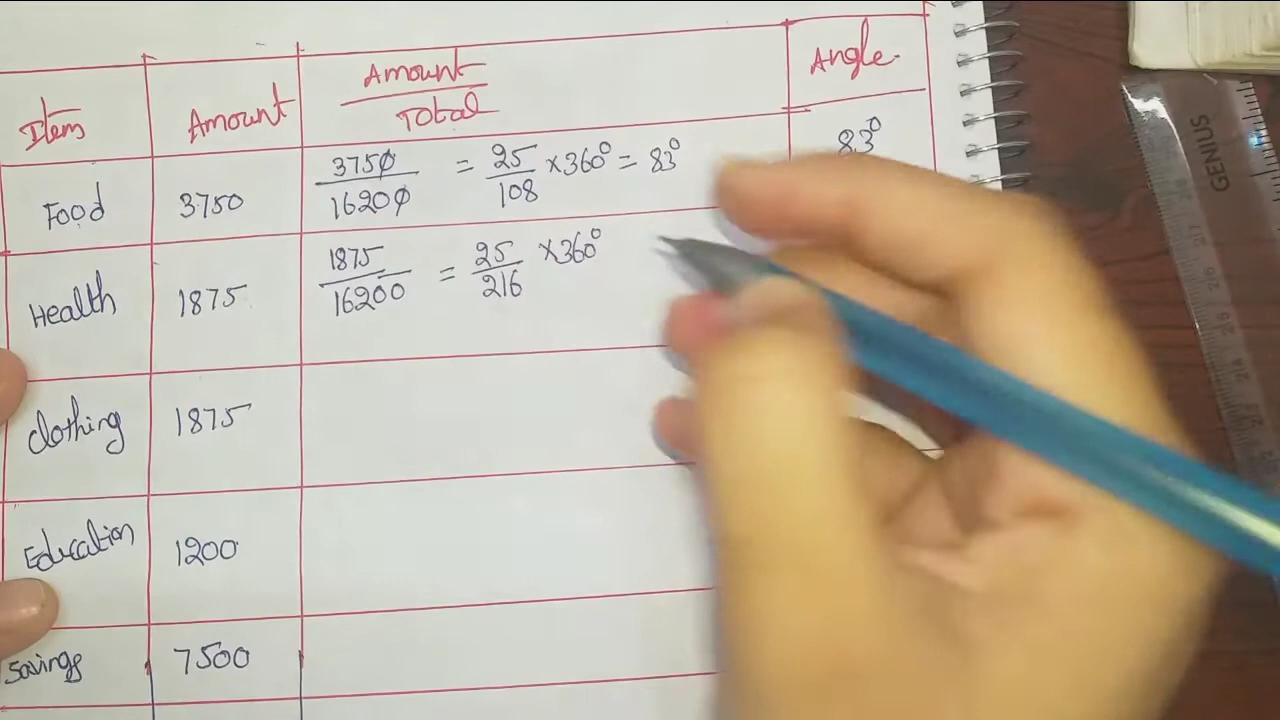 Item Amount Amount/Total Angle.
Food 3750 3750/16200 = 25/108 ×360° = 83° 83°
Health 1875 1875/16200 = 25/216 ×360°
clothing 1875
Education 1200
Savings 7500
GENIUS